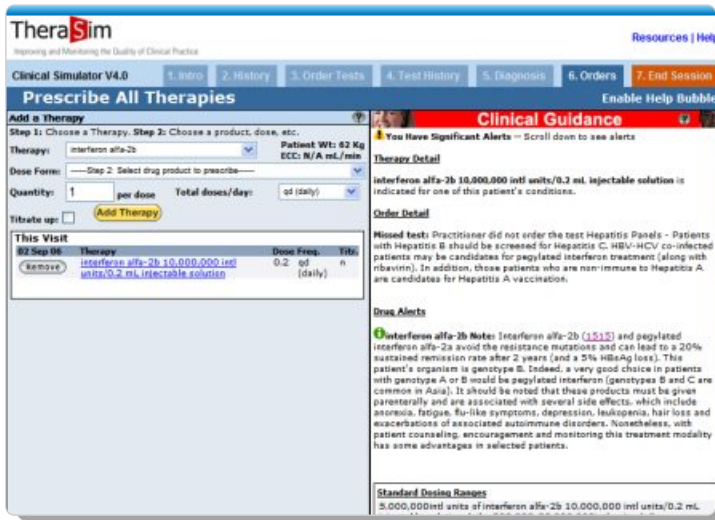 TheraSim
Improving and Monitoring the Quality of Clinical Practice
Resources | Help
Clinical Simulator V4.0
1. Intro
2. History
3. Order Tests
4. Test History
5. Diagnosis
6. Orders
7. End Session
Prescribe All Therapies
Enable Help Bubble
Add a Therapy
Step 1: Choose a Therapy. Step 2: Choose a product, dose, etc.
Therapy:
interferon alfa-2b
Patient Wt: 62 Kg
ECC: N/A mL/min
Dose Form:
-----Step 2: Select drug product to prescribe-----
Quantity:
1
per dose
Total doses/day:
qd (daily)
Titrate up:
Add Therapy
This Visit
02 Sep 06 Therapy Dose Freq. Titr.
Remove
interferon alfa-2b 10,000,000 intl
units/0.2 mL injectable solution
0.2 qd
(daily)
n
Clinical Guidance
You Have Significant Alerts -- Scroll down to see alerts
Therapy Detail
interferon alfa-2b 10,000,000 intl units/0.2 mL injectable solution is
indicated for one of this patient's conditions.
Order Detail
Missed test: Practitioner did not order the test Hepatitis Panels - Patients
with Hepatitis B should be screened for Hepatitis C. HBV-HCV co-infected
patients may be candidates for pegylated interferon treatment (along with
ribavirin). In addition, those patients who are non-immune to Hepatitis A
are candidates for Hepatitis A vaccination.
Drug Alerts
interferon alfa-2b Note: Interferon alfa-2b (1515) and pegylated
interferon alfa-2a avoid the resistance mutations and can lead to a 20%
sustained remission rate after 2 years (and a 5% HBsAg loss). This
patient's organism is genotype B. Indeed, a very good choice in patients
with genotype A or B would be pegylated interferon (genotypes B and C are
common in Asia). It should be noted that these products must be given
parenterally and are associated with several side effects, which include
anorexia, fatigue, flu-like symptoms, depression, leukopenia, hair loss and
exacerbations of associated autoimmune disorders. Nonetheless, with
patient counseling, encouragement and monitoring this treatment modality
has some advantages in selected patients.
Standard Dosing Ranges
5,000,000intl units of interferon alfa-2b 10,000,000 intl units/0.2 mL